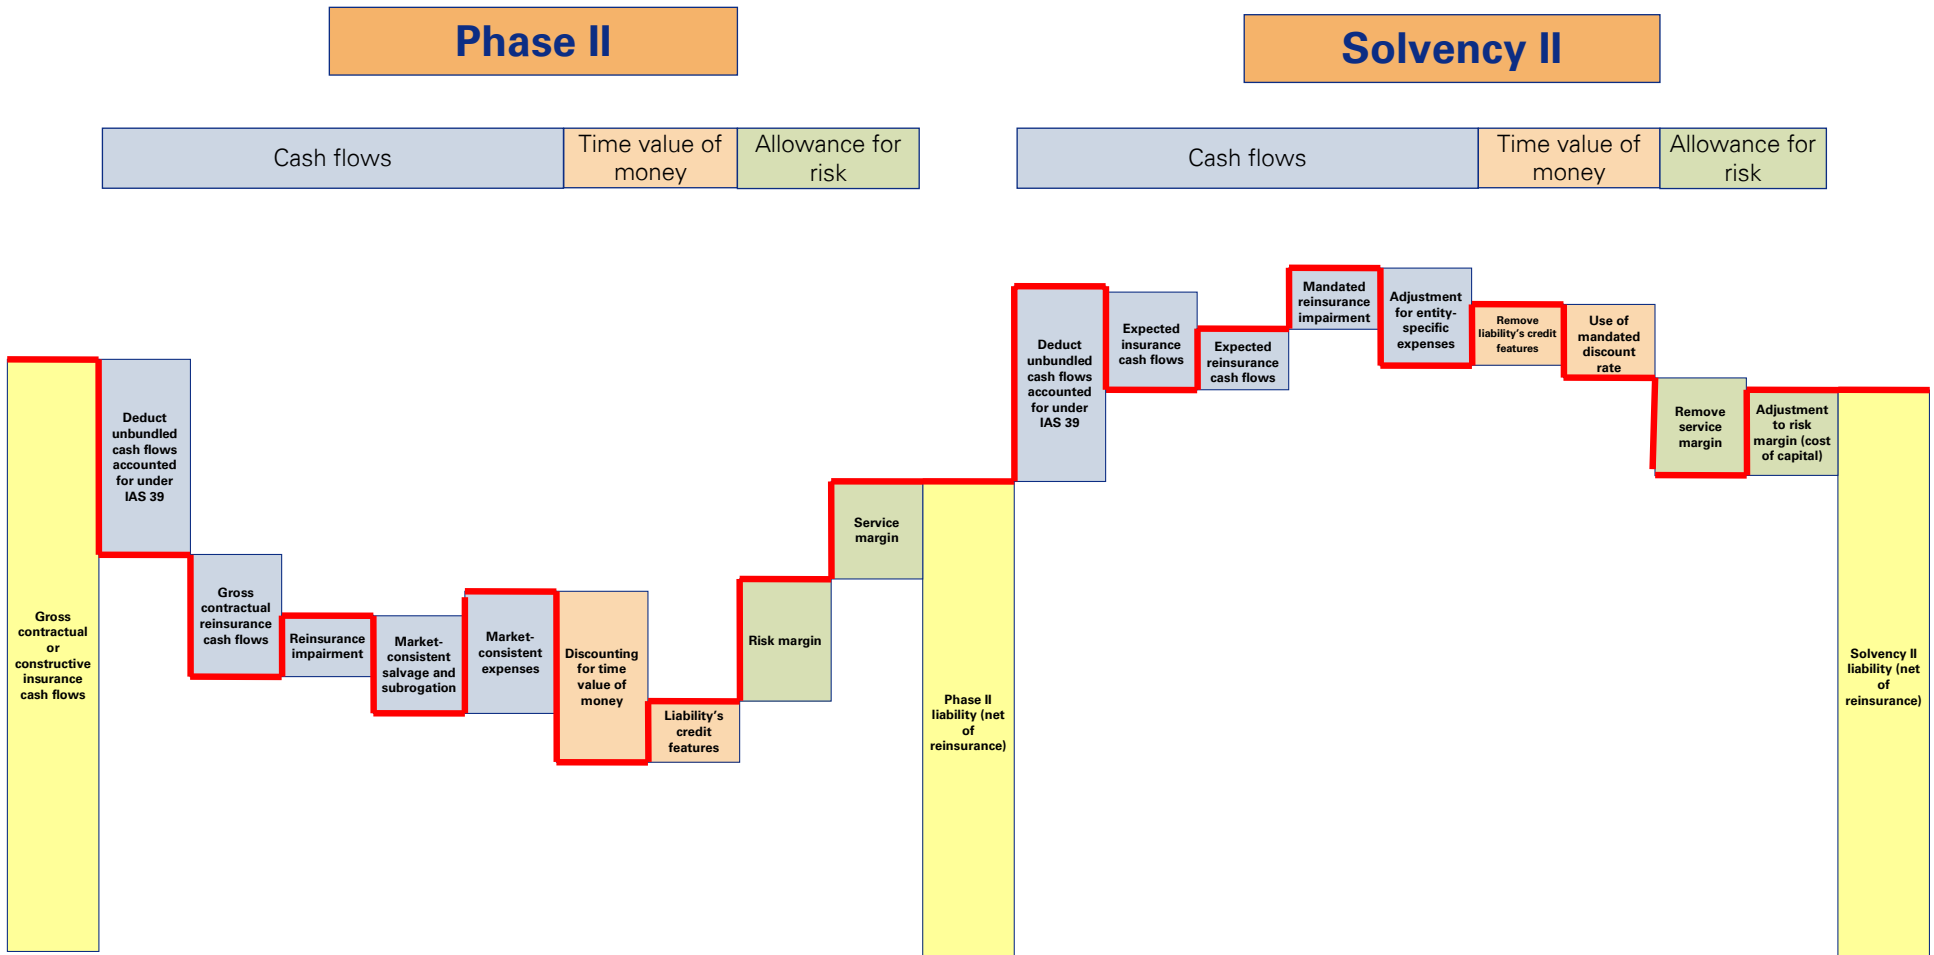 Phase II
Solvency II
Cash flows
Time value of
money
Allowance for
risk
Cash flows
Time value of
money
Allowance for
risk
Gross
contractual
or
constructive
insurance
cash flows
Deduct
unbundled
cash flows
accounted
for under
IAS 39
Gross
contractual
reinsurance
cash flows
Reinsurance
impairment
Market-
consistent
salvage and
subrogation
Market-
consistent
expenses
Discounting
for time
value of
money
Liability's
credit
features
Risk margin
Service
margin
Phase II
liability (net
of
reinsurance)
Deduct
unbundled
cash flows
accounted
for under
IAS 39
Expected
insurance
cash flows
Expected
reinsurance
cash flows
Mandated
reinsurance
impairment
Adjustment
for entity-
specific
expenses
Remove
liability's credit
features
Use of
mandated
discount
rate
Remove
service
margin
Adjustment
to risk
margin (cost
of capital)
Solvency II
liability (net
of
reinsurance)